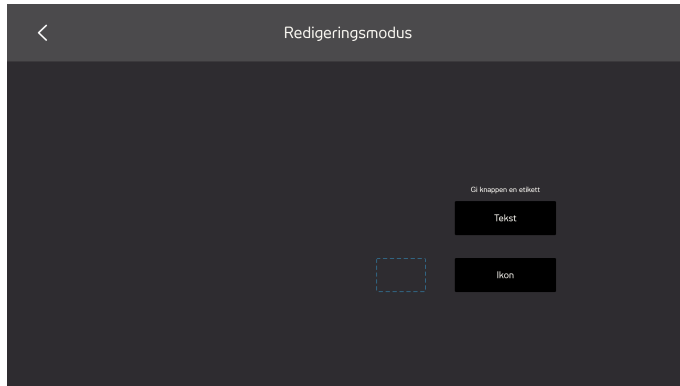 Redigeringsmodus
Gi knappen en etikett
Tekst
Ikon